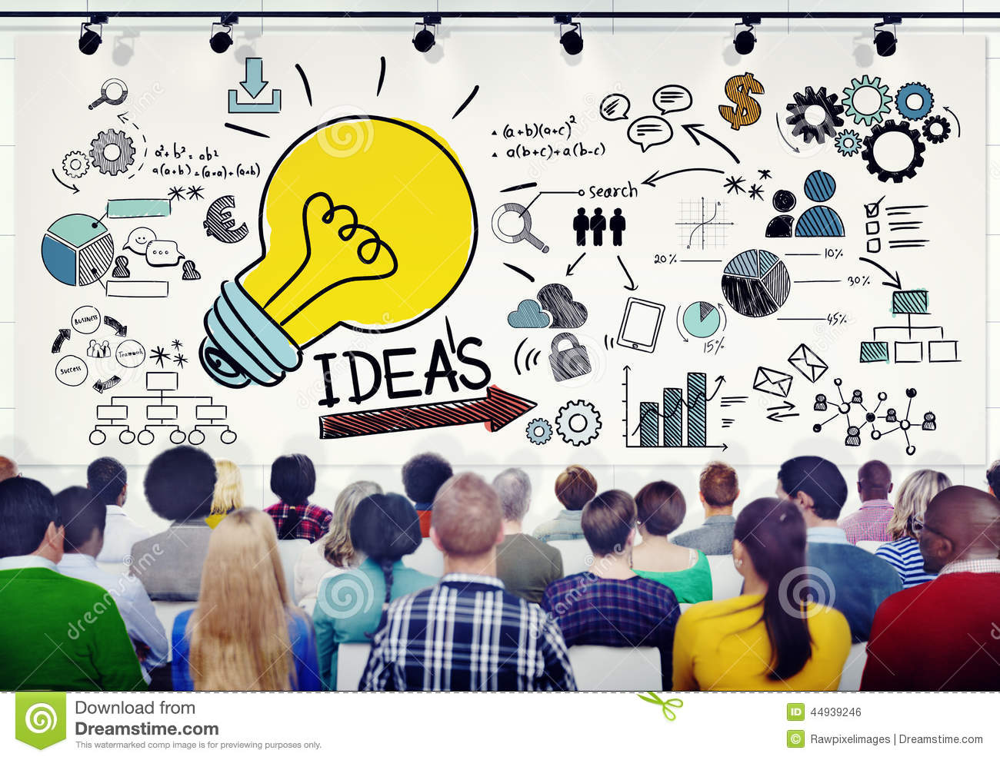 a² + b² = ab²
a(a+b) = (a×a) + (a×b)
(a+b)(a+c)²
a(b+c)+a(b-c)
search
20%
10%
30%
45%
15%
BUSINESS
Teamwork
Success
IDEA'S
Download from
Dreamstime.com
This watermarked comp image is for previewing purposes only.
ID 44939246
© Rawpixelimages | Dreamstime.com